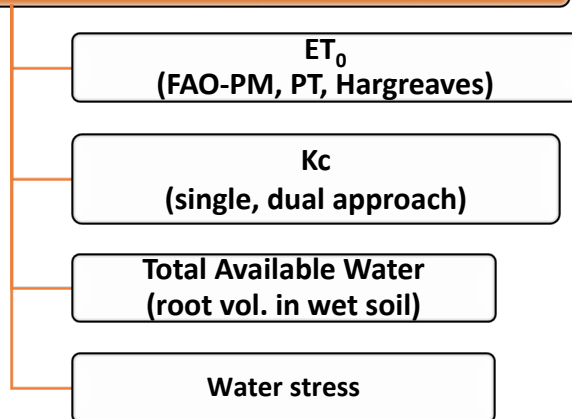 ET₀
(FAO-PM, PT, Hargreaves)
Kc
(single, dual approach)
Total Available Water
(root vol. in wet soil)
Water stress